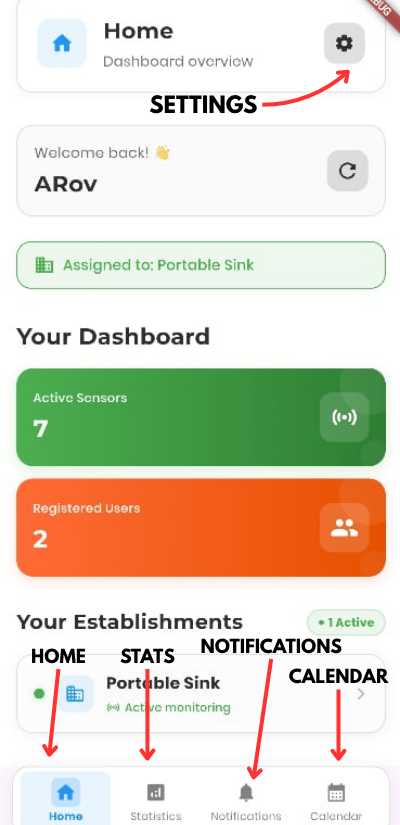 Home
Dashboard overview
SETTINGS
Welcome back! 👋
ARov
Assigned to: Portable Sink
Your Dashboard
Active Sensors
7
Registered Users
2
Your Establishments
1 Active
NOTIFICATIONS
HOME
STATS
CALENDAR
Portable Sink
Active monitoring
Home
Statistics
Notifications
Calendar